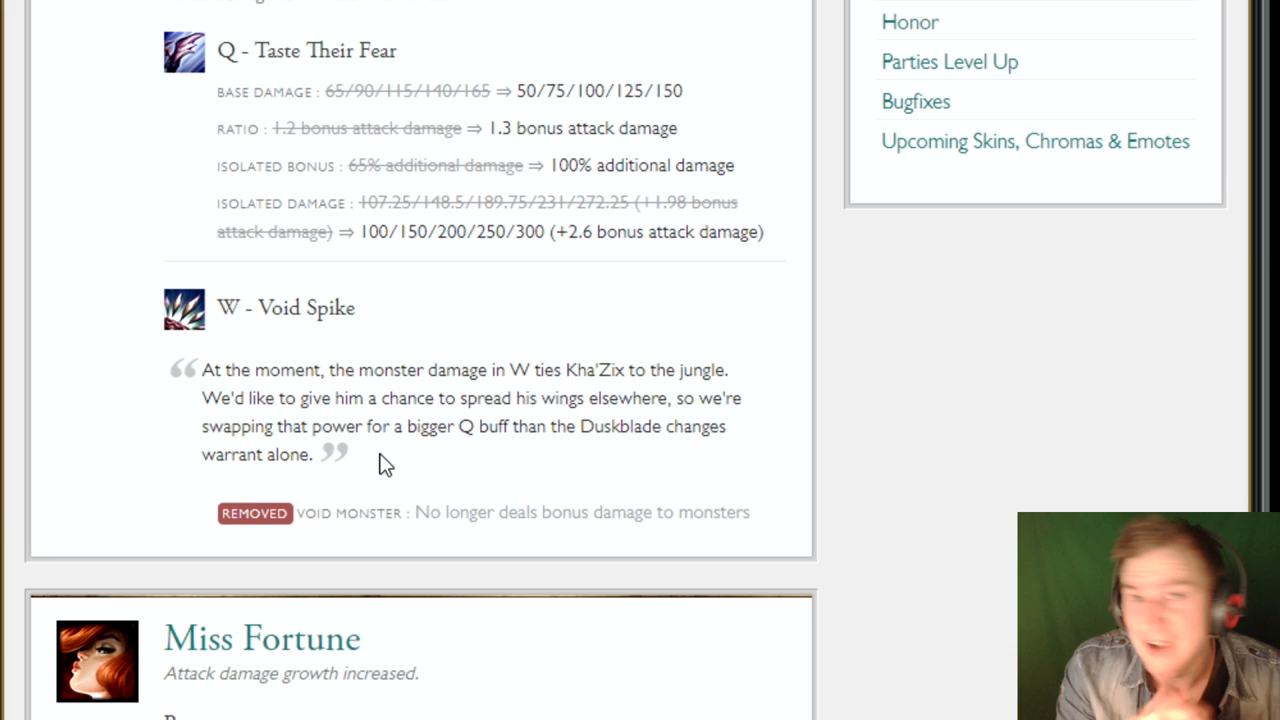 Q - Taste Their Fear
BASE DAMAGE : 65/90/115/140/165 ⇒ 50/75/100/125/150
RATIO : 1.2 bonus attack damage ⇒ 1.3 bonus attack damage
ISOLATED BONUS : 65% additional damage ⇒ 100% additional damage
ISOLATED DAMAGE : 107.25/148.5/189.75/231/272.25 (+1.98 bonus
attack damage) ⇒ 100/150/200/250/300 (+2.6 bonus attack damage)
W - Void Spike
“ At the moment, the monster damage in W ties Kha'Zix to the jungle.
We'd like to give him a chance to spread his wings elsewhere, so we're
swapping that power for a bigger Q buff than the Duskblade changes
warrant alone. ”
REMOVED VOID MONSTER : No longer deals bonus damage to monsters
Miss Fortune
Attack damage growth increased.
Honor
Parties Level Up
Bugfixes
Upcoming Skins, Chromas & Emotes